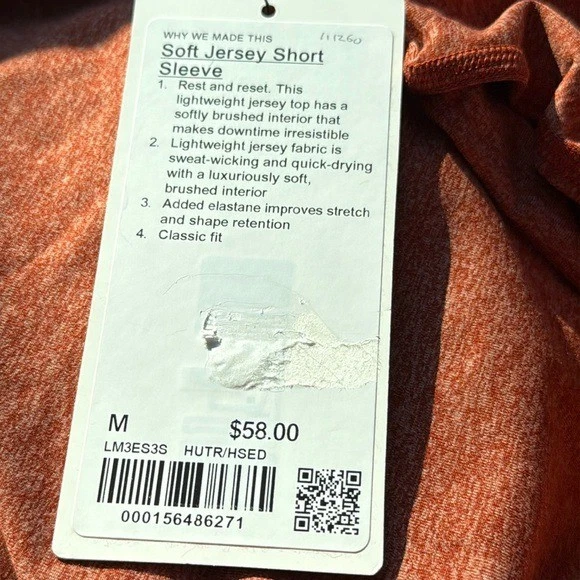 WHY WE MADE THIS
111260
Soft Jersey Short
Sleeve
1. Rest and reset. This
lightweight jersey top has a
softly brushed interior that
makes downtime irresistible
2. Lightweight jersey fabric is
sweat-wicking and quick-drying
with a luxuriously soft,
brushed interior
3. Added elastane improves stretch
and shape retention
4. Classic fit
M $58.00
LM3ES3S HUTR/HSED
000156486271